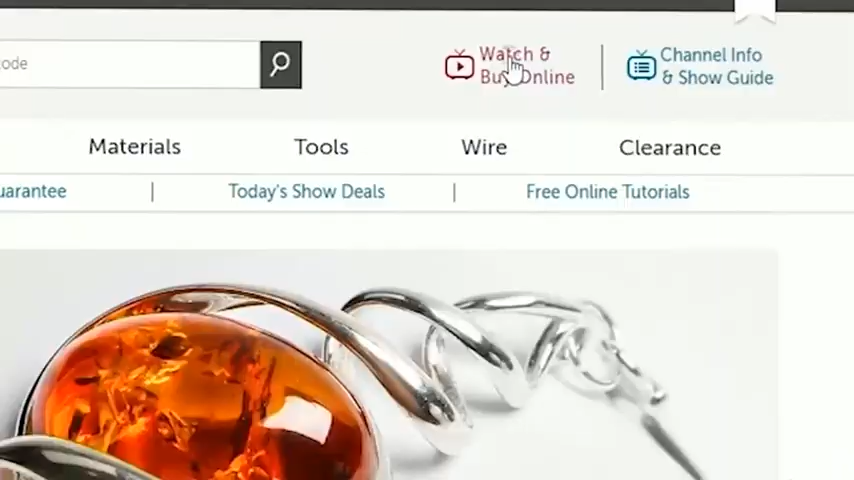 ode
Watch &
Buy Online
Channel Info
& Show Guide
Materials Tools Wire Clearance
uarantee | Today's Show Deals | Free Online Tutorials